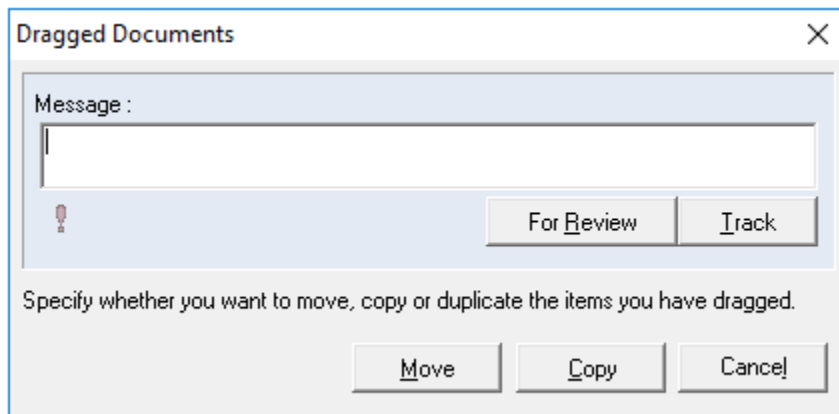 Dragged Documents
Message :
For Review
Track
Specify whether you want to move, copy or duplicate the items you have dragged.
Move
Copy
Cancel